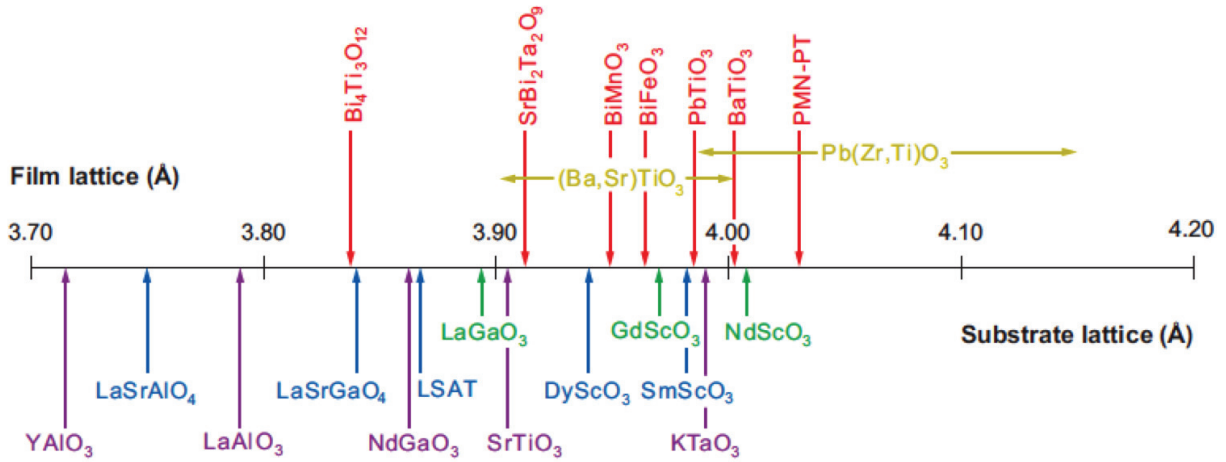 Bi₄Ti₃O₁₂
SrBi₂Ta₂O₉
BiMnO₃
BiFeO₃
PbTiO₃
BaTiO₃
PMN-PT
Pb(Zr,Ti)O₃
(Ba,Sr)TiO₃
Film lattice (Å)
3.70 3.80 3.90 4.00 4.10 4.20
LaGaO₃ GdScO₃ NdScO₃
Substrate lattice (Å)
LaSrAlO₄ LaSrGaO₄ LSAT DyScO₃ SmScO₃
YAlO₃ LaAlO₃ NdGaO₃ SrTiO₃ KTaO₃